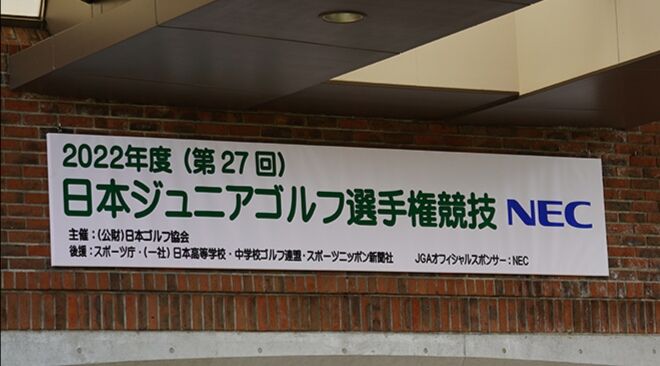 2022年度（第27回）
日本ジュニアゴルフ選手権競技 NEC
主催：(公財)日本ゴルフ協会
後援：スポーツ庁・(一社)日本高等学校・中学校ゴルフ連盟・スポーツニッポン新聞社 JGAオフィシャルスポンサー：NEC